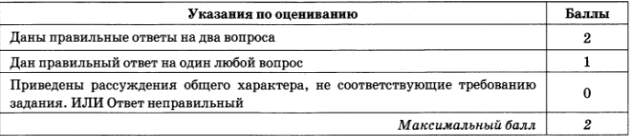 Указания по оцениванию Баллы
Даны правильные ответы на два вопроса 2
Дан правильный ответ на один любой вопрос 1
Приведены рассуждения общего характера, не соответствующие требованию
задания. ИЛИ Ответ неправильный 0
Максимальный балл 2